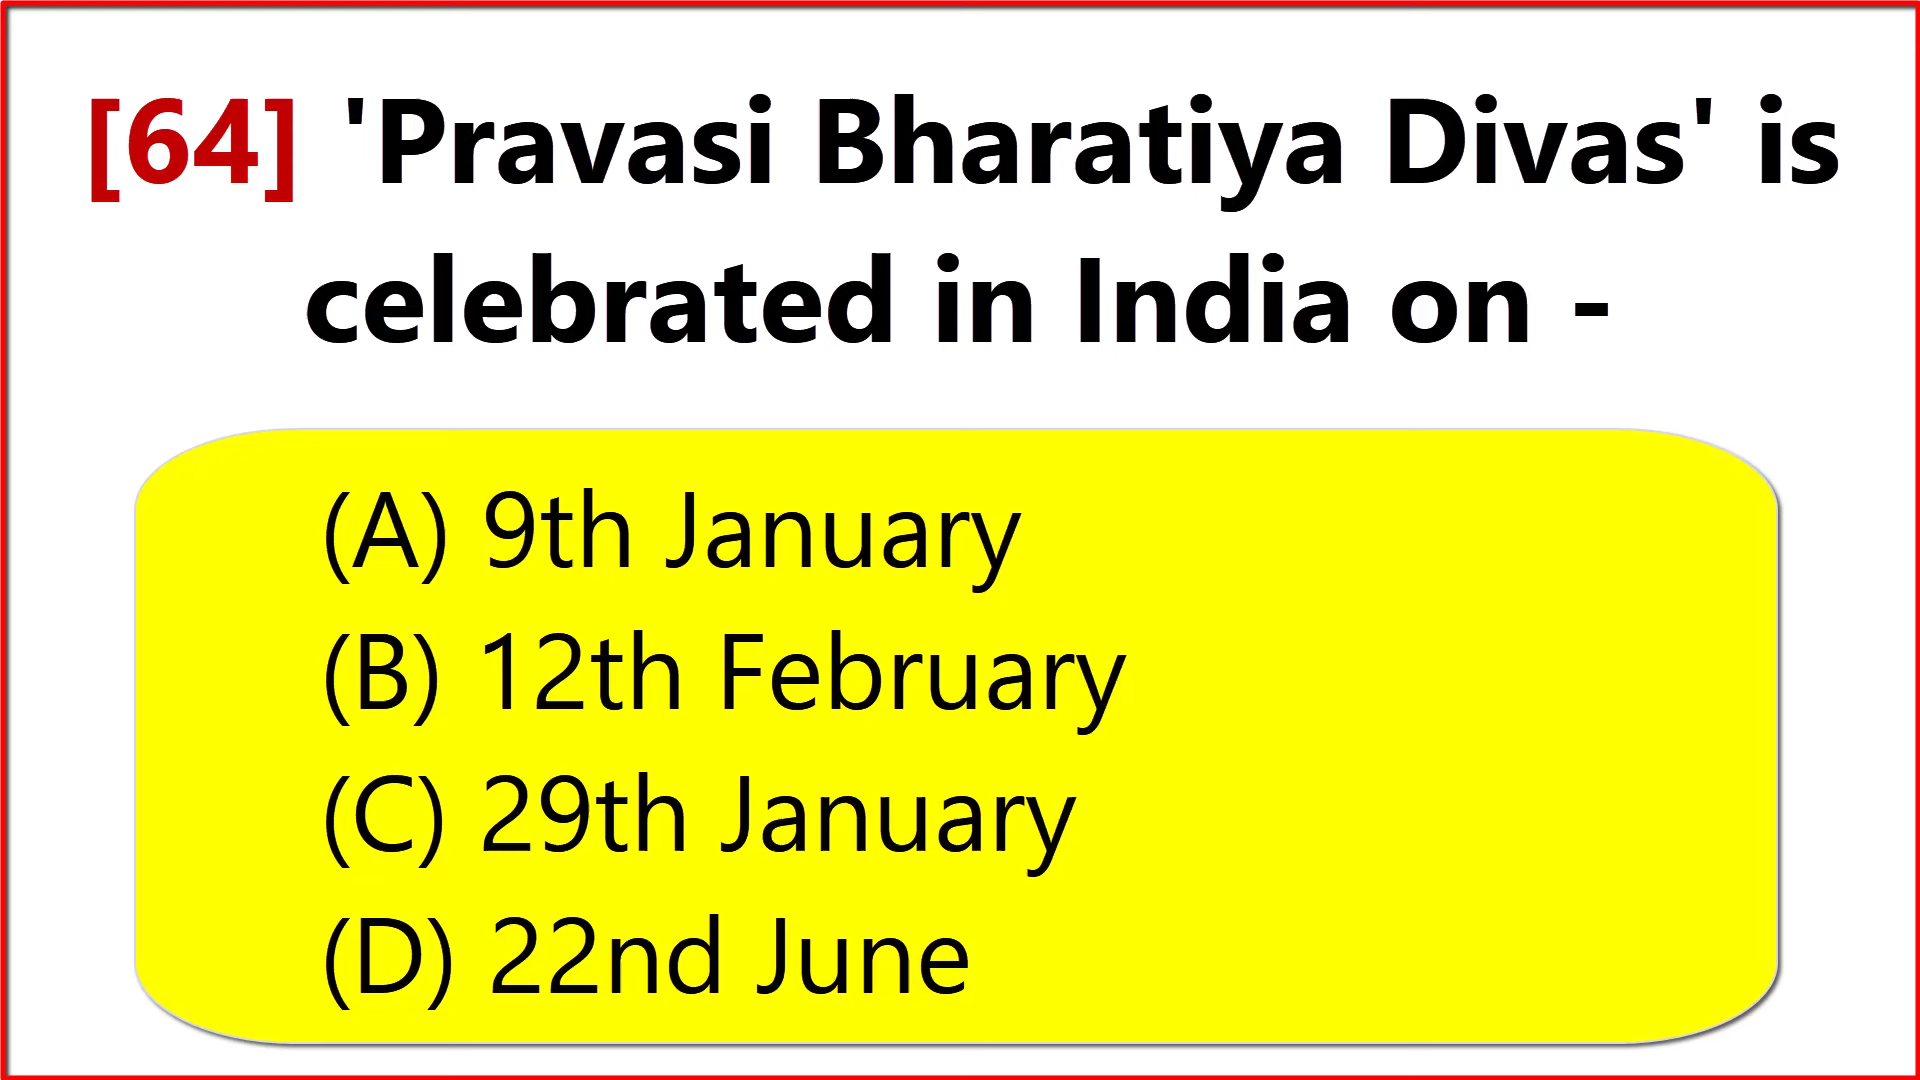 [64] 'Pravasi Bharatiya Divas' is
celebrated in India on -
(A) 9th January
(B) 12th February
(C) 29th January
(D) 22nd June